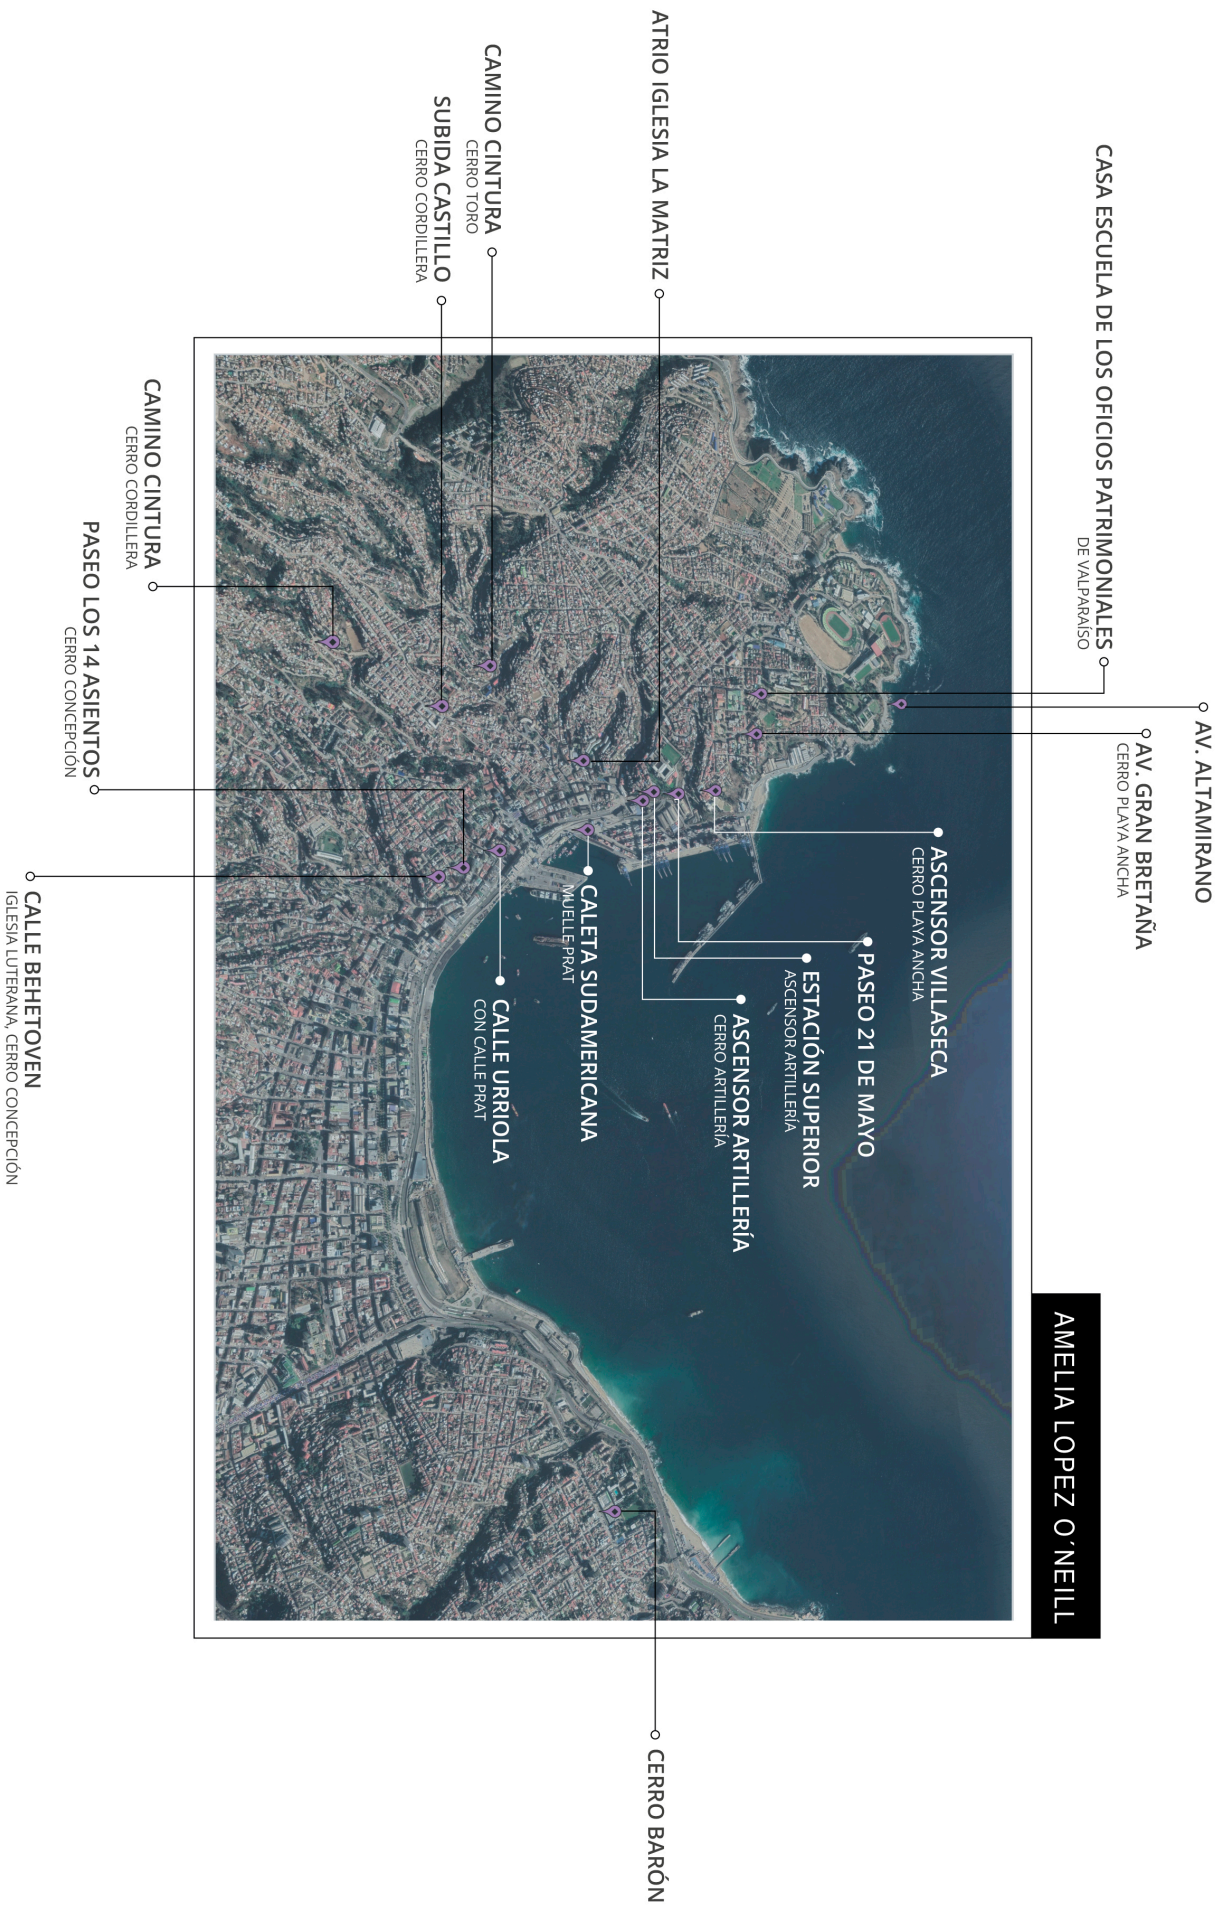 AMELIA LOPEZ O´NEILL
AV. ALTAMIRANO
AV. GRAN BRETAÑA
CERRO PLAYA ANCHA
CASA ESCUELA DE LOS OFICIOS PATRIMONIALES
DE VALPARAÍSO
ASCENSOR VILLASECA
CERRO PLAYA ANCHA
PASEO 21 DE MAYO
ESTACIÓN SUPERIOR
ASCENSOR ARTILLERÍA
ASCENSOR ARTILLERÍA
CERRO ARTILLERÍA
ATRIO IGLESIA LA MATRIZ
CERRO BARÓN
CALETA SUDAMERICANA
MUELLE PRAT
CALLE URRIOLA
CON CALLE PRAT
CAMINO CINTURA
CERRO TORO
SUBIDA CASTILLO
CERRO CORDILLERA
CAMINO CINTURA
CERRO CORDILLERA
PASEO LOS 14 ASIENTOS
CERRO CONCEPCIÓN
CALLE BEHETOVEN
IGLESIA LUTERANA, CERRO CONCEPCIÓN